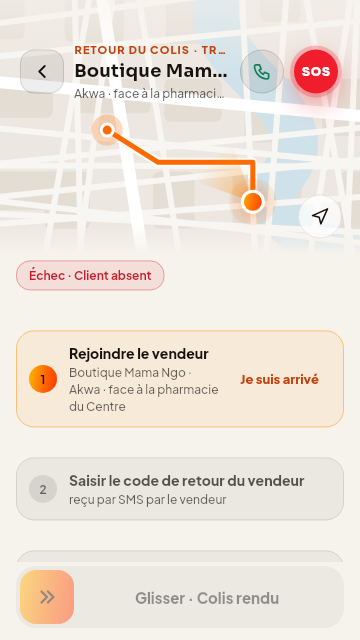 RETOUR DU COLIS · TR…
Boutique Mam…
Akwa · face à la pharmaci…
SOS
Échec · Client absent
1
Rejoindre le vendeur
Boutique Mama Ngo ·
Akwa · face à la pharmacie
du Centre
Je suis arrivé
2
Saisir le code de retour du vendeur
reçu par SMS par le vendeur
Glisser · Colis rendu